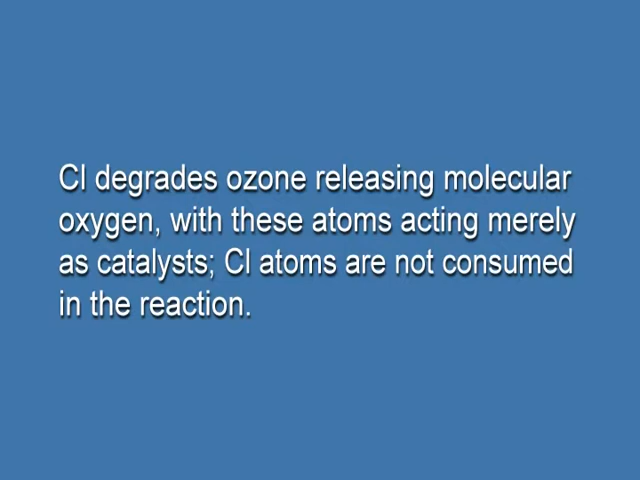 Cl degrades ozone releasing molecular
oxygen, with these atoms acting merely
as catalysts; Cl atoms are not consumed
in the reaction.